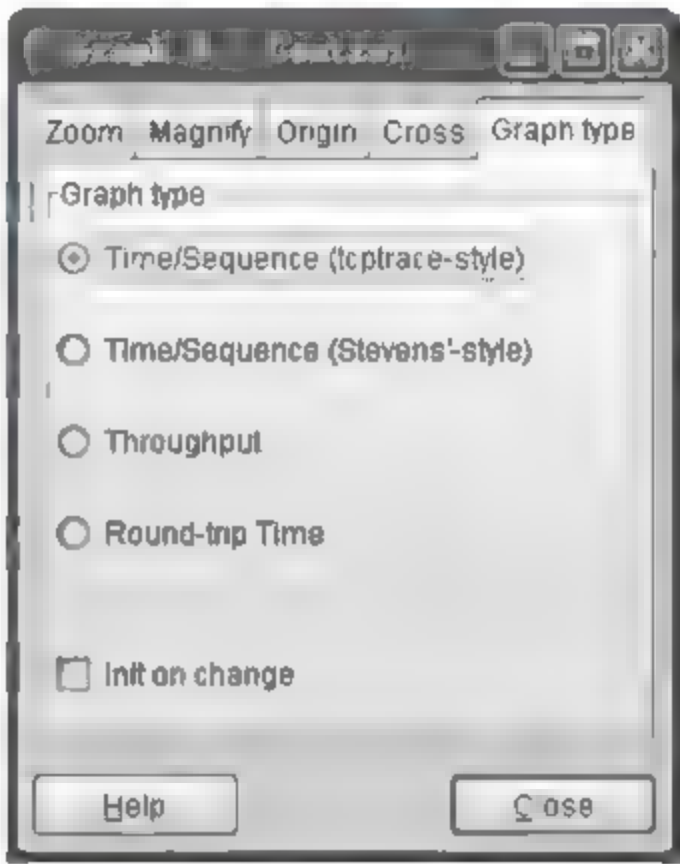 Zoom Magnify Origin Cross Graph type
Graph type
Time/Sequence (tcptrace-style)
Time/Sequence (Stevens'-style)
Throughput
Round-trip Time
Init on change
Help Close